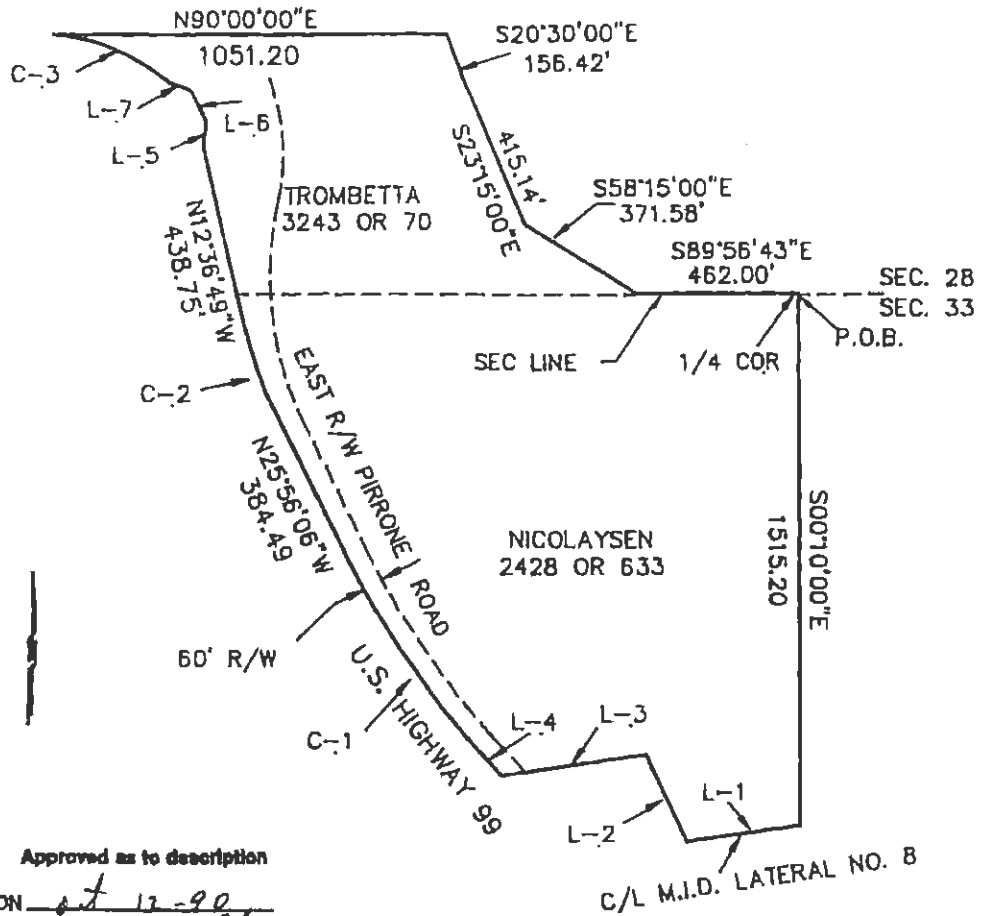 N90°00'00"E
1051.20
S20°30'00"E
156.42'
C-3
L-7
L-6
L-5
415.14'
S23°15'00"E
TROMBETTA
3243 OR 70
S58°15'00"E
371.58'
N12°36'49"W
438.75'
S89°56'43"E
462.00'
SEC. 28
SEC. 33
P.O.B.
SEC LINE
1/4 COR
C-2
EAST R/W PIRRONE ROAD
N25°56'06"W
384.49
NICOLAYSEN
2428 OR 633
S00°10'00"E
1515.20
60' R/W
U.S. HIGHWAY 99
C-1
L-4
L-3
L-2
L-1
C/L M.I.D. LATERAL NO. 8
Approved as to description
ON 12-90